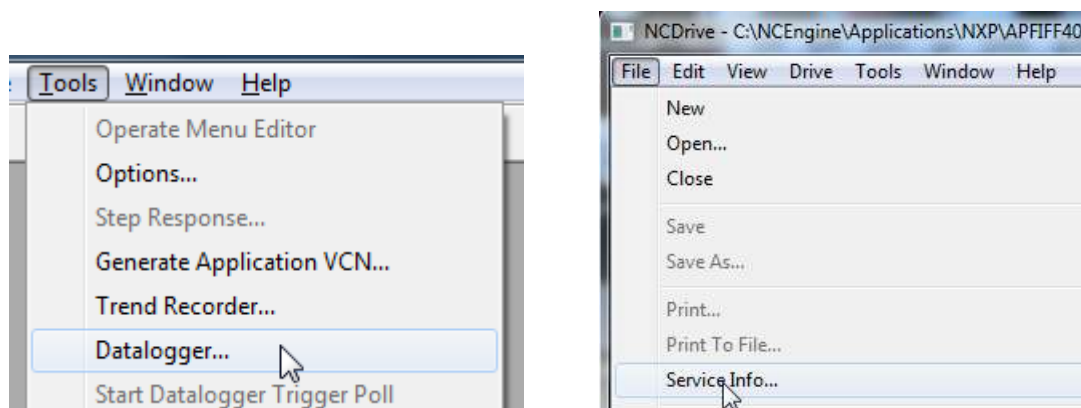 Tools Window Help
Operate Menu Editor
Options...
Step Response...
Generate Application VCN...
Trend Recorder...
Datalogger...
Start Datalogger Trigger Poll
NCDrive - C:\NCEngine\Applications\NXP\APFIFF40
File Edit View Drive Tools Window Help
New
Open...
Close
Save
Save As...
Print...
Print To File...
Service Info...